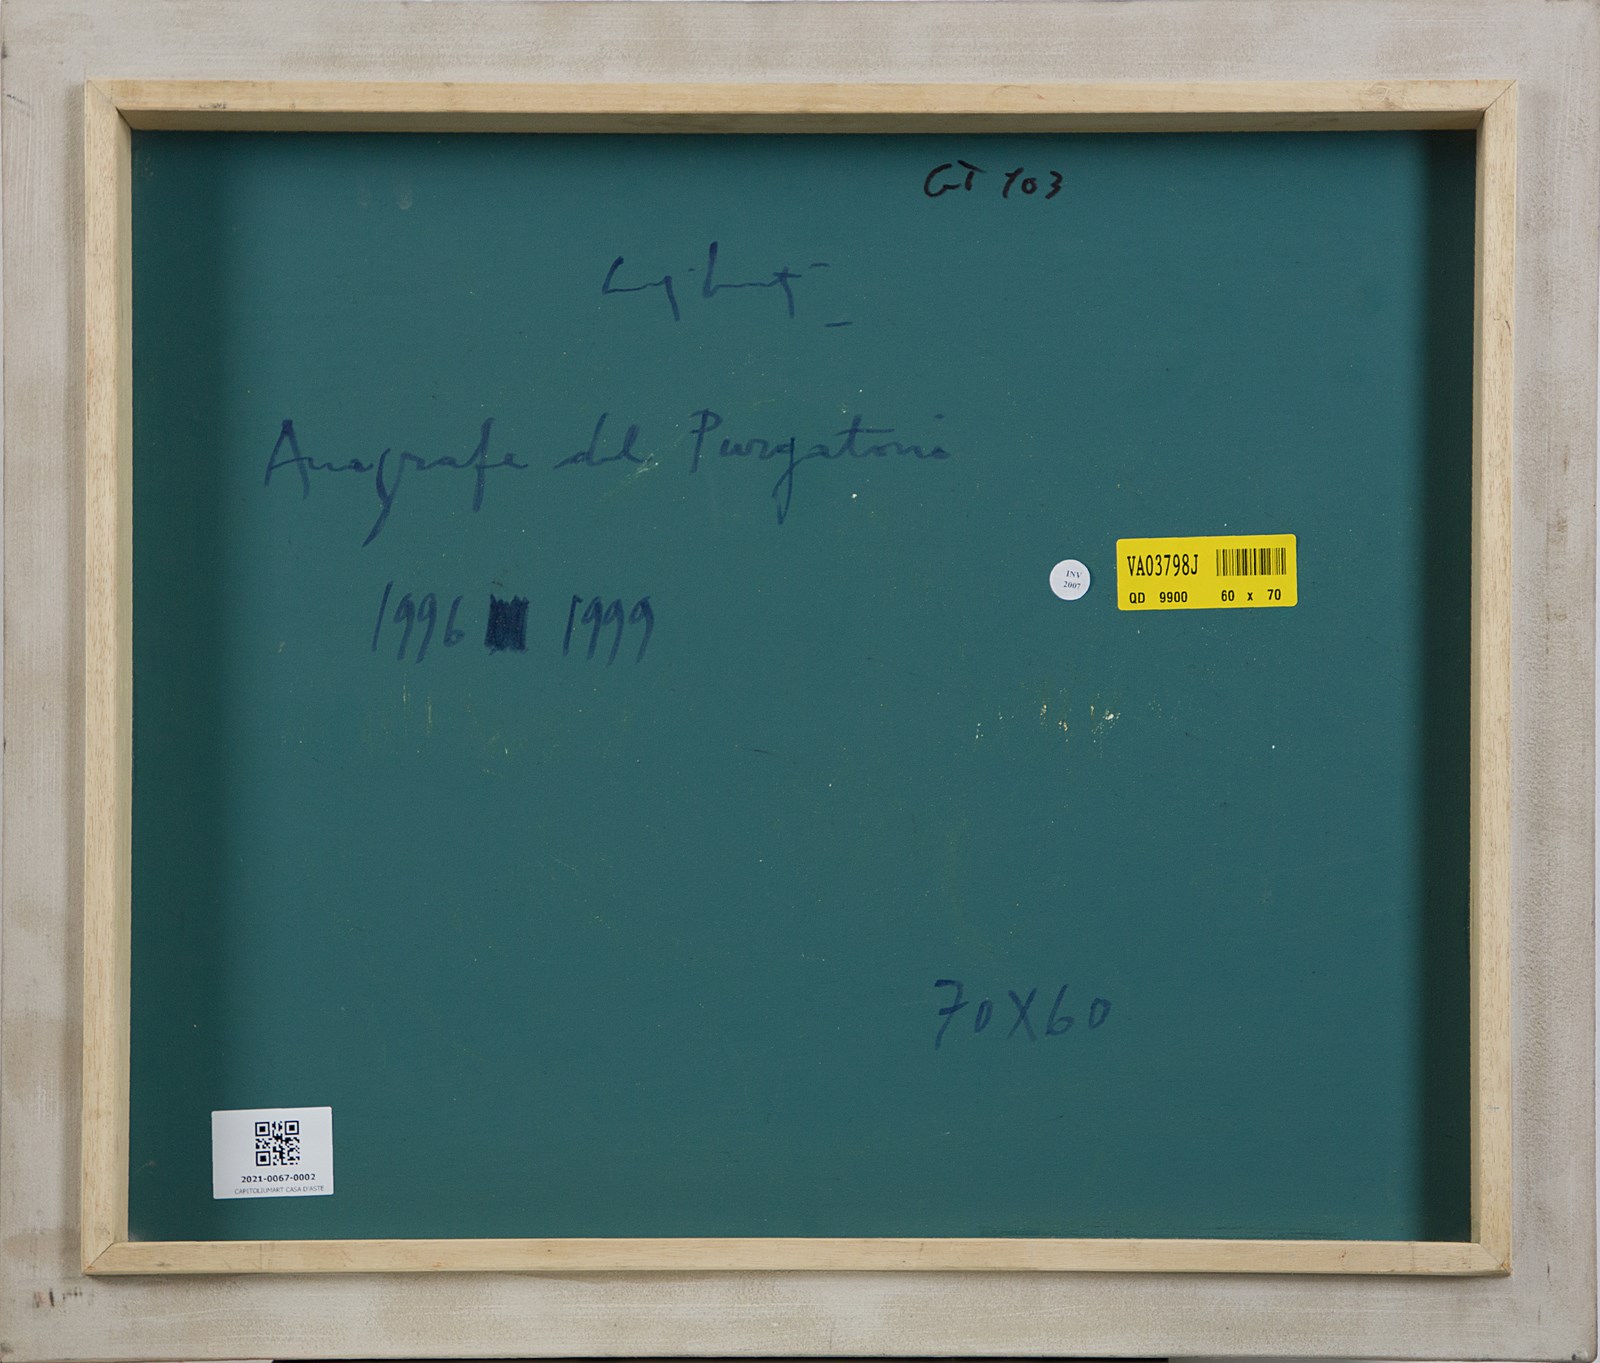 GT 103
Anagrafe del Purgatorio
1996 1999
INV
2007
VA03798J
QD 9900 60 x 70
70X60
2021-0067-0002
CAPITOLIUMART CASA D'ASTE